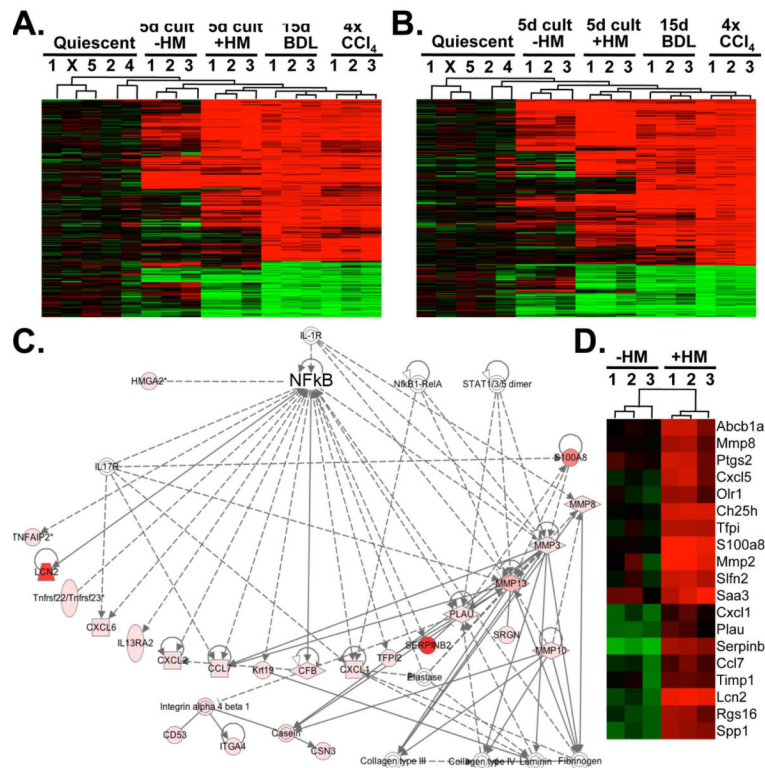 A.
5d cult 5d cult 15d 4x
Quiescent -HM +HM BDL CCl4
1 X 5 2 4 1 2 3 1 2 3 1 2 3 1 2 3
B.
5d cult 5d cult 15d 4x
Quiescent -HM +HM BDL CCl4
1 X 5 2 4 1 2 3 1 2 3 1 2 3 1 2 3
C.
IL-1R
HMGA2*
NFkB
NfkB1-RelA
STAT1/3/5 dimer
IL17R
S100A8
MMP8
TNFAIP2*
MMP3
LCN2
MMP13
Tnfrsf22/Tnfrsf23*
PLAU
CXCL6
IL13RA2
SERPINB2
SRGN
CXCL2
CCL7
Krt19
CFB
CXCL1
TFPI2
MMP10
Elastase
Integrin alpha 4 beta 1
CD53
ITGA4
Casein
CSN3
Collagen type III
Collagen type IV
Laminin
Fibrinogen
D.
-HM +HM
1 2 3 1 2 3
Abcb1a
Mmp8
Ptgs2
Cxcl5
Olr1
Ch25h
Tfpi
S100a8
Mmp2
Slfn2
Saa3
Cxcl1
Plau
Serpinb
Ccl7
Timp1
Lcn2
Rgs16
Spp1